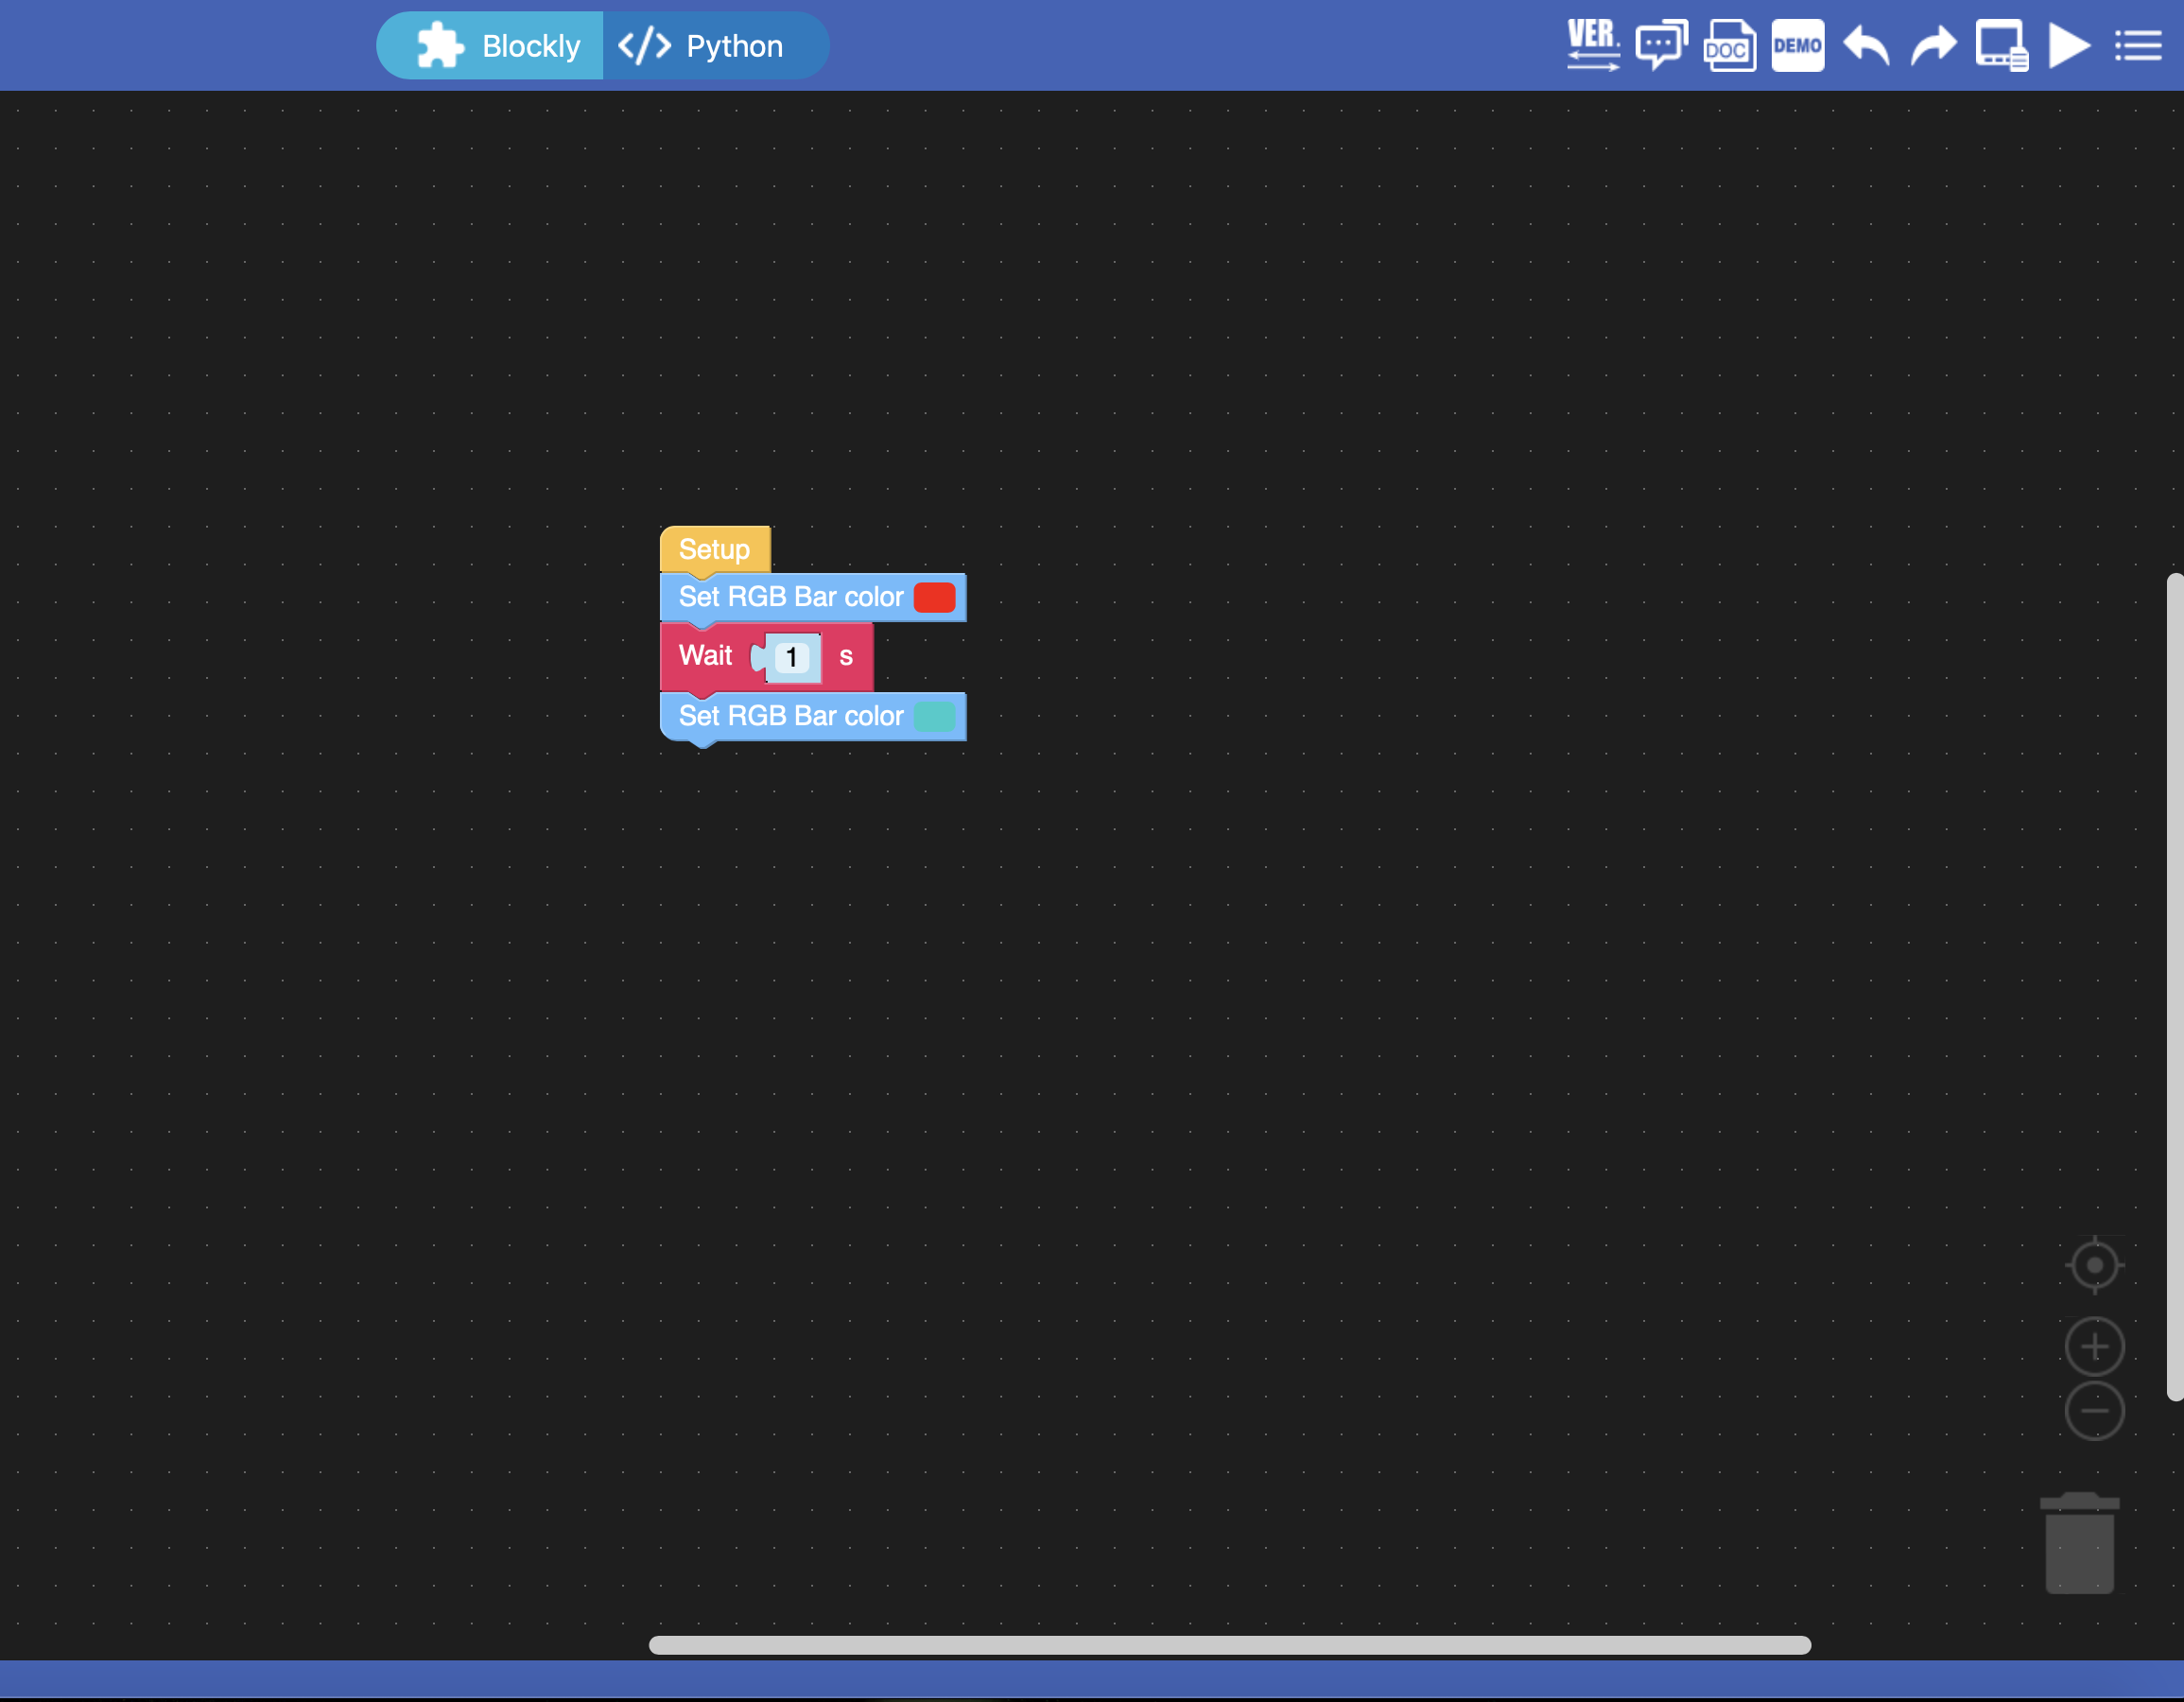 Blockly
</> Python
VER.
DOC
DEMO
Setup
Set RGB Bar color
Wait 1 s
Set RGB Bar color